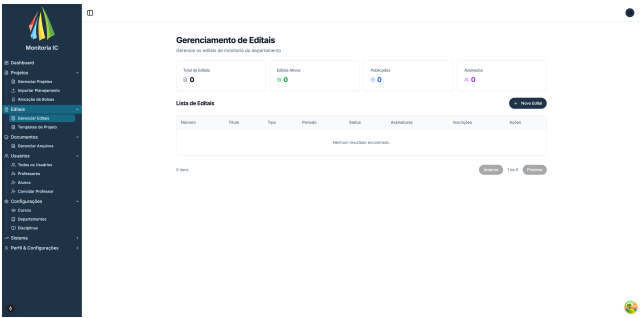 Monitoria IC
Dashboard
Projetos
Gerenciar Projetos
Importar Planejamento
Alocação de Bolsas
Editais
Gerenciar Editais
Templates de Projeto
Documentos
Gerenciar Arquivos
Usuários
Todos os Usuários
Professores
Alunos
Convidar Professor
Configurações
Cursos
Departamentos
Disciplinas
Sistema
Perfil & Configurações
Gerenciamento de Editais
Gerencie os editais de monitoria do departamento
Total de Editais
0
Editais Ativos
0
Publicados
0
Assinados
0
Lista de Editais
+ Novo Edital
Número Título Tipo Período Status Assinaturas Inscrições Ações
Nenhum resultado encontrado.
0 itens
Anterior 1 de 0 Próximo